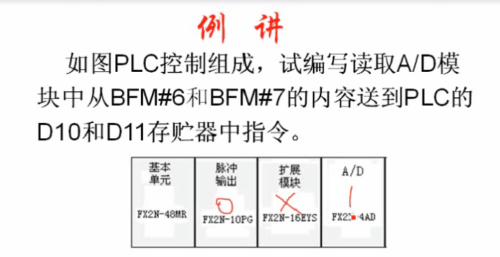 例 讲
如图PLC控制组成，试编写读取A/D模
块中从BFM#6和BFM#7的内容送到PLC的
D10和D11存贮器中指令。
基本
单元
FX2N-48MR
脉冲
输出
0
FX2N-10PG
扩展
模块
X
FX2N-16EYS
A/D
1
4AD